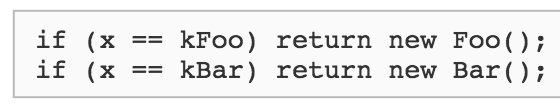 if (x == kFoo) return new Foo();
if (x == kBar) return new Bar();